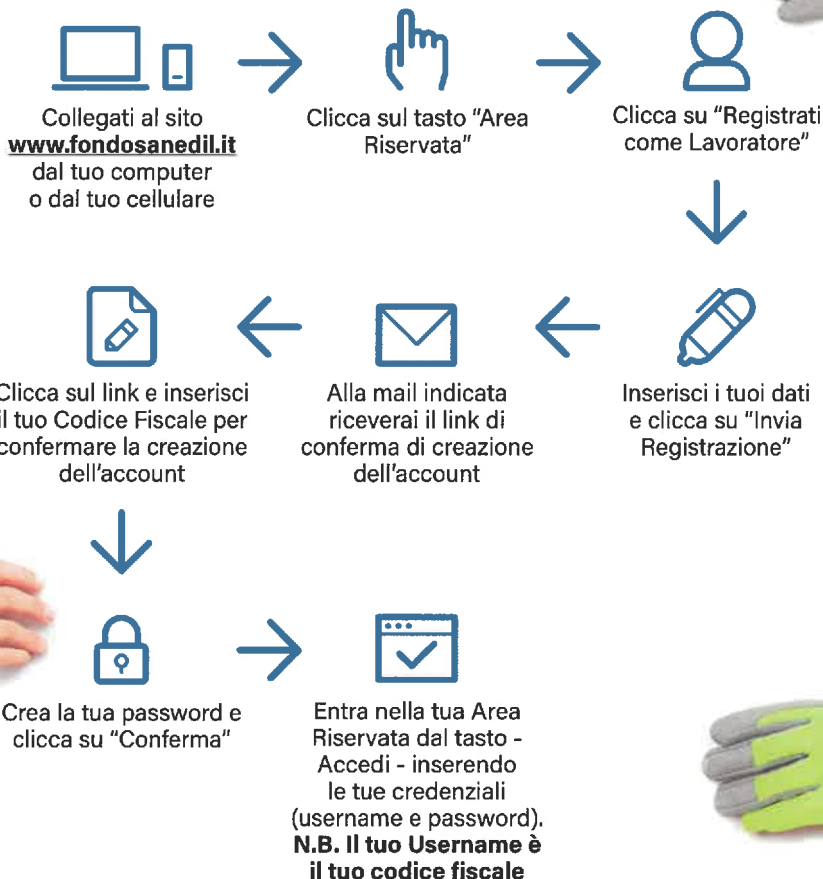 Collegati al sito
www.fondosanedil.it
dal tuo computer
o dal tuo cellulare
Clicca sul tasto "Area
Riservata"
Clicca su "Registrati
come Lavoratore"
Inserisci i tuoi dati
e clicca su "Invia
Registrazione"
Alla mail indicata
riceverai il link di
conferma di creazione
dell'account
Clicca sul link e inserisci
il tuo Codice Fiscale per
confermare la creazione
dell'account
Crea la tua password e
clicca su "Conferma"
Entra nella tua Area
Riservata dal tasto -
Accedi - inserendo
le tue credenziali
(username e password).
N.B. Il tuo Username è
il tuo codice fiscale